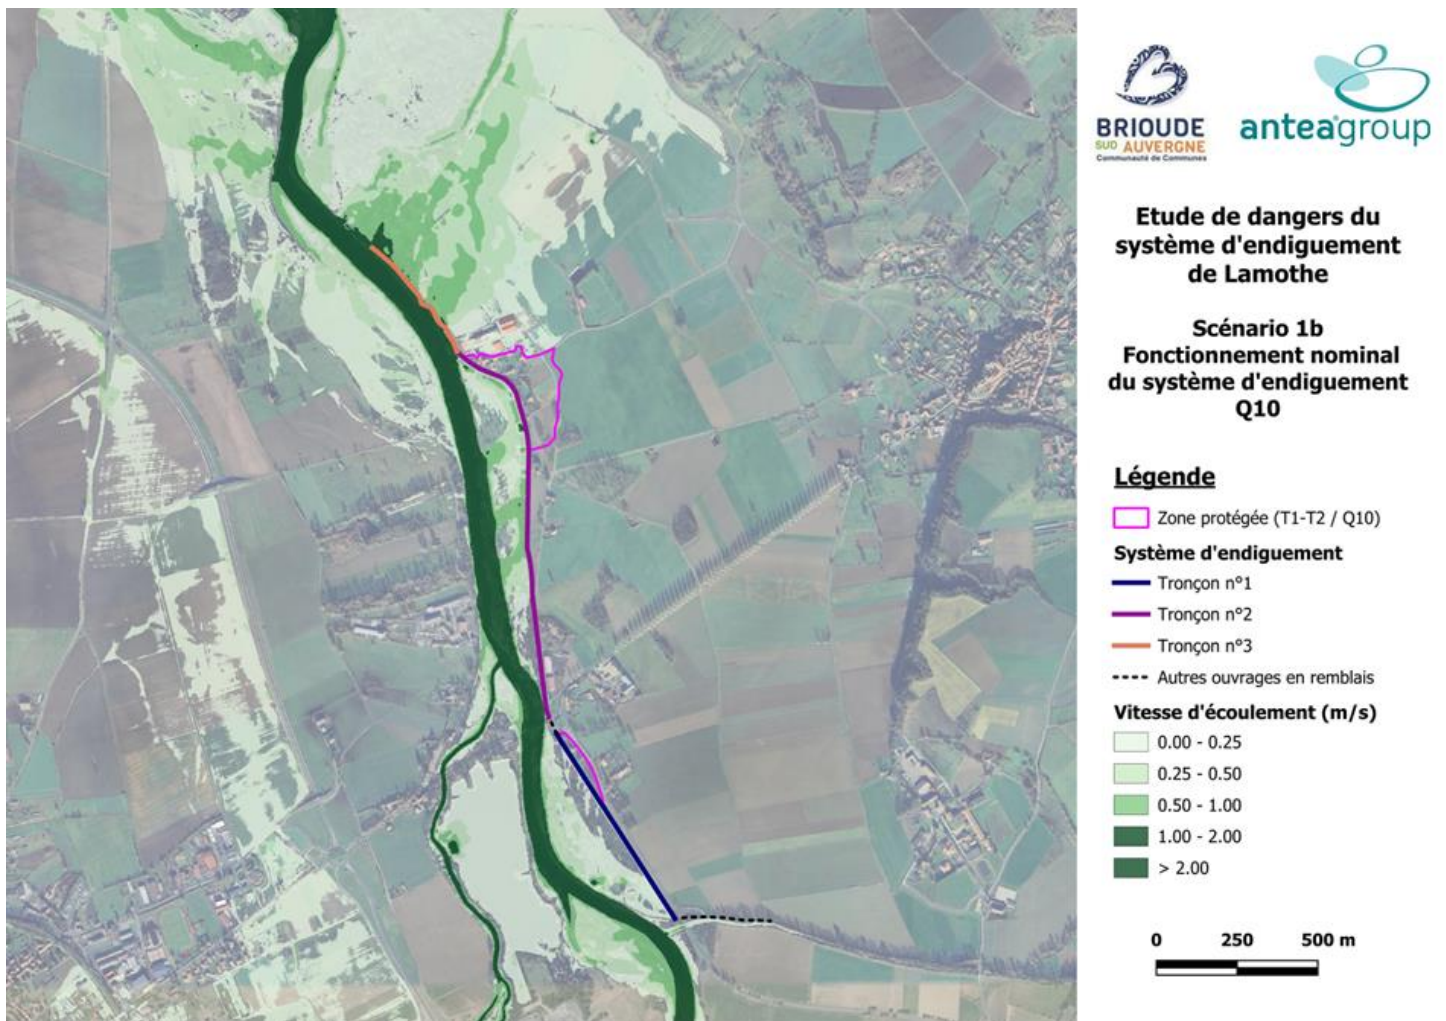 BRIOUDE
SUD AUVERGNE
Communauté de Communes
anteagroup
Etude de dangers du
système d'endiguement
de Lamothe
Scénario 1b
Fonctionnement nominal
du système d'endiguement
Q10
Légende
Zone protégée (T1-T2 / Q10)
Système d'endiguement
Tronçon n°1
Tronçon n°2
Tronçon n°3
Autres ouvrages en remblais
Vitesse d'écoulement (m/s)
0.00 - 0.25
0.25 - 0.50
0.50 - 1.00
1.00 - 2.00
> 2.00
0 250 500 m